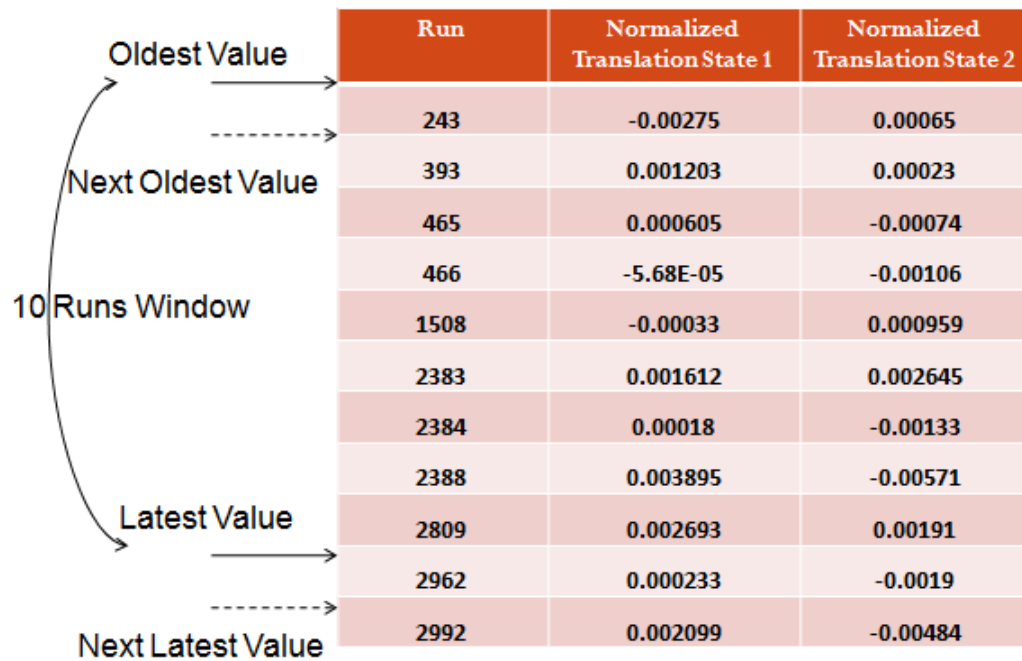 Oldest Value
Next Oldest Value
10 Runs Window
Latest Value
Next Latest Value
Run Normalized Translation State 1 Normalized Translation State 2
243 -0.00275 0.00065
393 0.001203 0.00023
465 0.000605 -0.00074
466 -5.68E-05 -0.00106
1508 -0.00033 0.000959
2383 0.001612 0.002645
2384 0.00018 -0.00133
2388 0.003895 -0.00571
2809 0.002693 0.00191
2962 0.000233 -0.0019
2992 0.002099 -0.00484